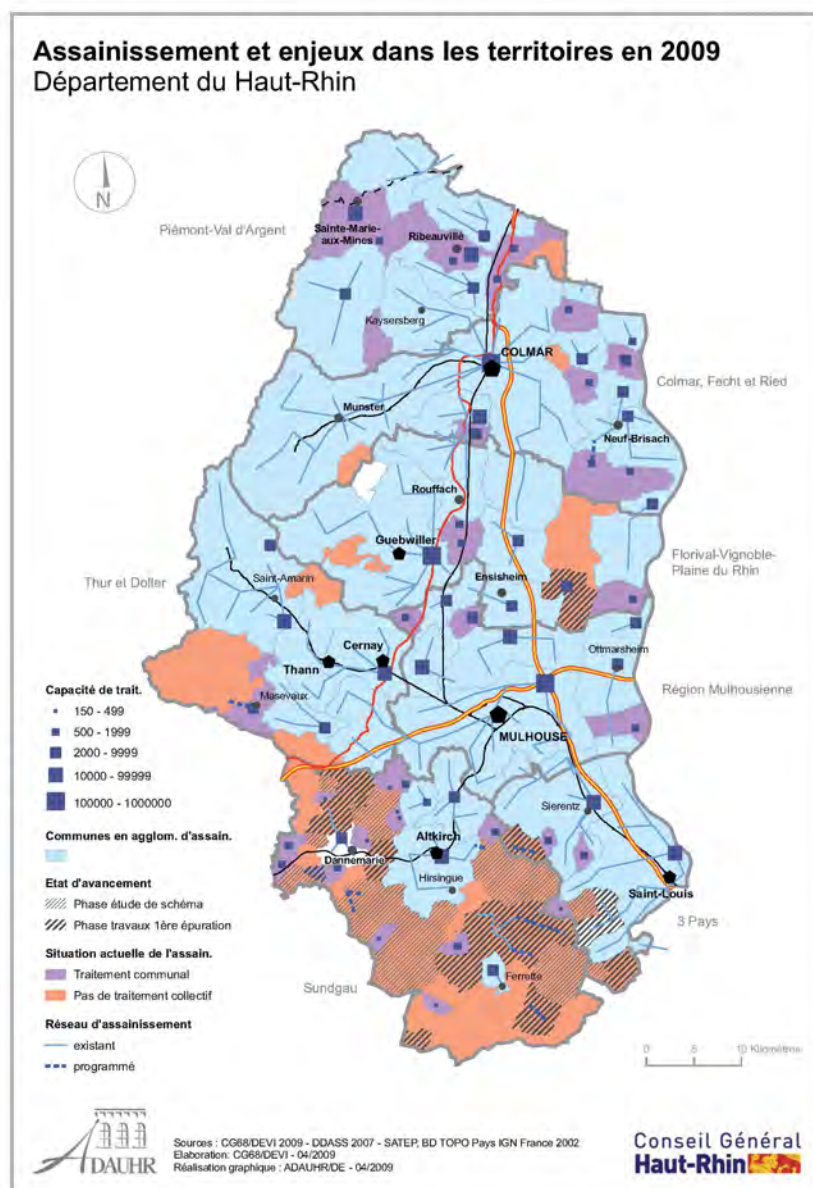 Assainissement et enjeux dans les territoires en 2009
Département du Haut-Rhin
N
Piémont-Val d'Argent
Sainte-Marie-
aux-Mines
Ribeauvillé
Kaysersberg
COLMAR
Colmar, Fecht et Ried
Munster
Neuf-Brisach
Rouffach
Guebwiller
Florival-Vignoble-
Plaine du Rhin
Thur et Doller
Saint-Amarin
Ensisheim
Ottmarsheim
Cernay
Thann
Région Mulhousienne
Masevaux
MULHOUSE
Capacité de trait.
150 - 499
500 - 1999
2000 - 9999
10000 - 99999
100000 - 1000000
Sierentz
Communes en agglom. d'assain.
Altkirch
Dannemarie
Hirsingue
Saint-Louis
Etat d'avancement
Phase étude de schéma
Phase travaux 1ère épuration
3 Pays
Situation actuelle de l'assain.
Traitement communal
Pas de traitement collectif
Sundgau
Ferrette
Réseau d'assainissement
existant
programmé
0 5 10 Kilomètres
ADAUHR
Sources : CG68/DEVI 2009 - DDASS 2007 - SATEP, BD TOPO Pays IGN France 2002
Elaboration: CG68/DEVI - 04/2009
Réalisation graphique : ADAUHR/DE - 04/2009
Conseil Général
Haut-Rhin